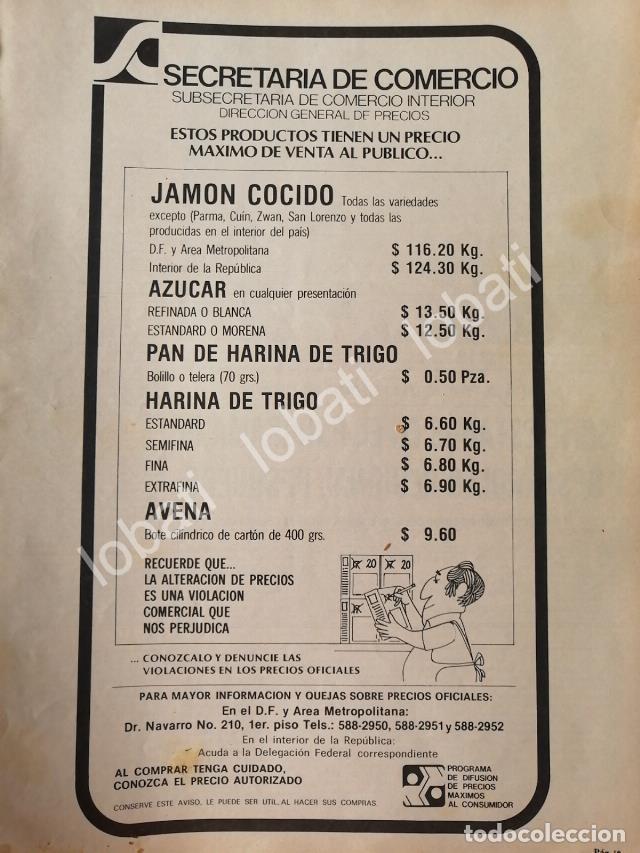 SECRETARIA DE COMERCIO
SUBSECRETARIA DE COMERCIO INTERIOR
DIRECCION GENERAL DE PRECIOS
ESTOS PRODUCTOS TIENEN UN PRECIO
MAXIMO DE VENTA AL PUBLICO...
JAMON COCIDO Todas las variedades
excepto (Parma, Cuín, Zwan, San Lorenzo y todas las
producidas en el interior del país)
D.F. y Area Metropolitana $ 116.20 Kg.
Interior de la República $ 124.30 Kg.
AZUCAR en cualquier presentación
REFINADA O BLANCA $ 13.50 Kg.
ESTANDARD O MORENA $ 12.50 Kg.
PAN DE HARINA DE TRIGO
Bolillo o telera (70 grs.) $ 0.50 Pza.
HARINA DE TRIGO
ESTANDARD $ 6.60 Kg.
SEMIFINA $ 6.70 Kg.
FINA $ 6.80 Kg.
EXTRAFINA $ 6.90 Kg.
AVENA
Bote cilíndrico de cartón de 400 grs. $ 9.60
RECUERDE QUE...
LA ALTERACION DE PRECIOS
ES UNA VIOLACION
COMERCIAL QUE
NOS PERJUDICA
20 20
... CONOZCALO Y DENUNCIE LAS
VIOLACIONES EN LOS PRECIOS OFICIALES
PARA MAYOR INFORMACION Y QUEJAS SOBRE PRECIOS OFICIALES:
En el D.F. y Area Metropolitana:
Dr. Navarro No. 210, 1er. piso Tels.: 588-2950, 588-2951 y 588-2952
En el interior de la República:
Acuda a la Delegación Federal correspondiente
AL COMPRAR TENGA CUIDADO,
CONOZCA EL PRECIO AUTORIZADO
CONSERVE ESTE AVISO, LE PUEDE SER UTIL, AL HACER SUS COMPRAS.
PROGRAMA
DE DIFUSION
DE PRECIOS
MAXIMOS
AL CONSUMIDOR
lobati lobati lobati
todocoleccion